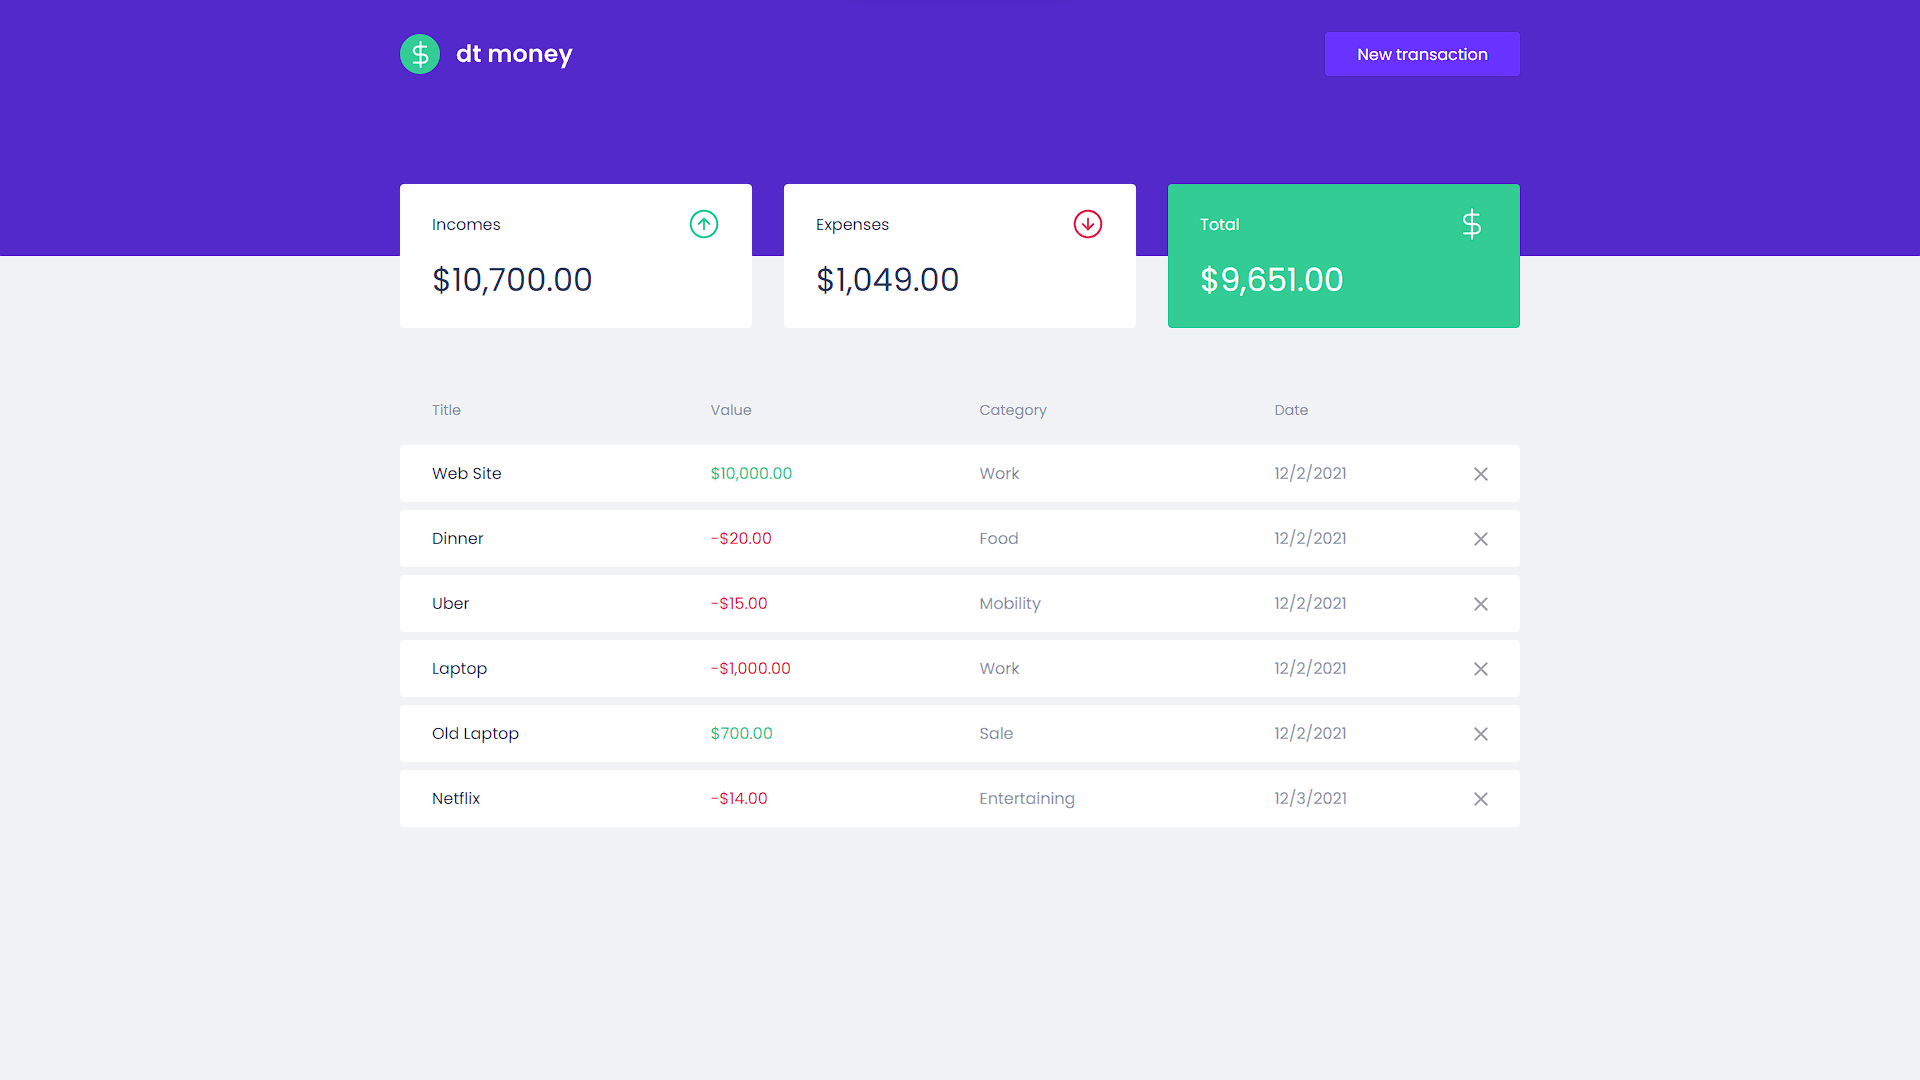 dt money New transaction
Incomes Expenses Total
$10,700.00 $1,049.00 $9,651.00
Title Value Category Date
Web Site $10,000.00 Work 12/2/2021
Dinner -$20.00 Food 12/2/2021
Uber -$15.00 Mobility 12/2/2021
Laptop -$1,000.00 Work 12/2/2021
Old Laptop $700.00 Sale 12/2/2021
Netflix -$14.00 Entertaining 12/3/2021